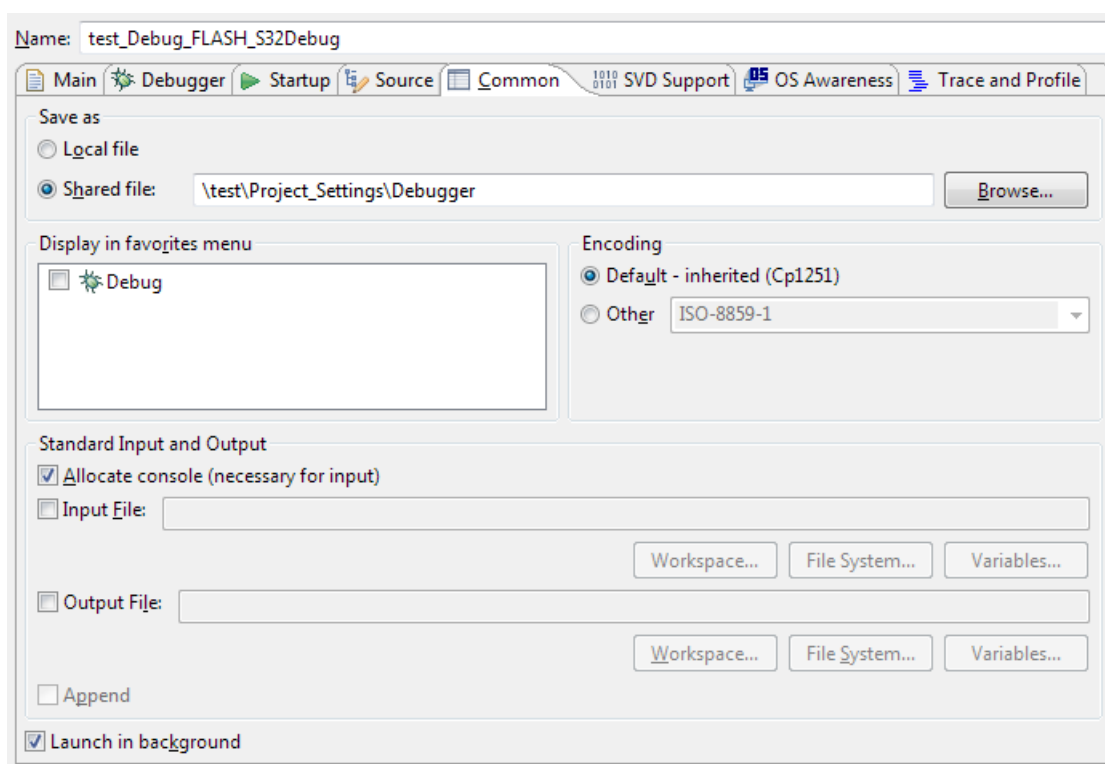 Name: test_Debug_FLASH_S32Debug
Main Debugger Startup Source Common SVD Support OS Awareness Trace and Profile
Save as
Local file
Shared file: \test\Project_Settings\Debugger Browse...
Display in favorites menu Encoding
Debug Default - inherited (Cp1251)
Other ISO-8859-1
Standard Input and Output
Allocate console (necessary for input)
Input File:
Workspace... File System... Variables...
Output File:
Workspace... File System... Variables...
Append
Launch in background